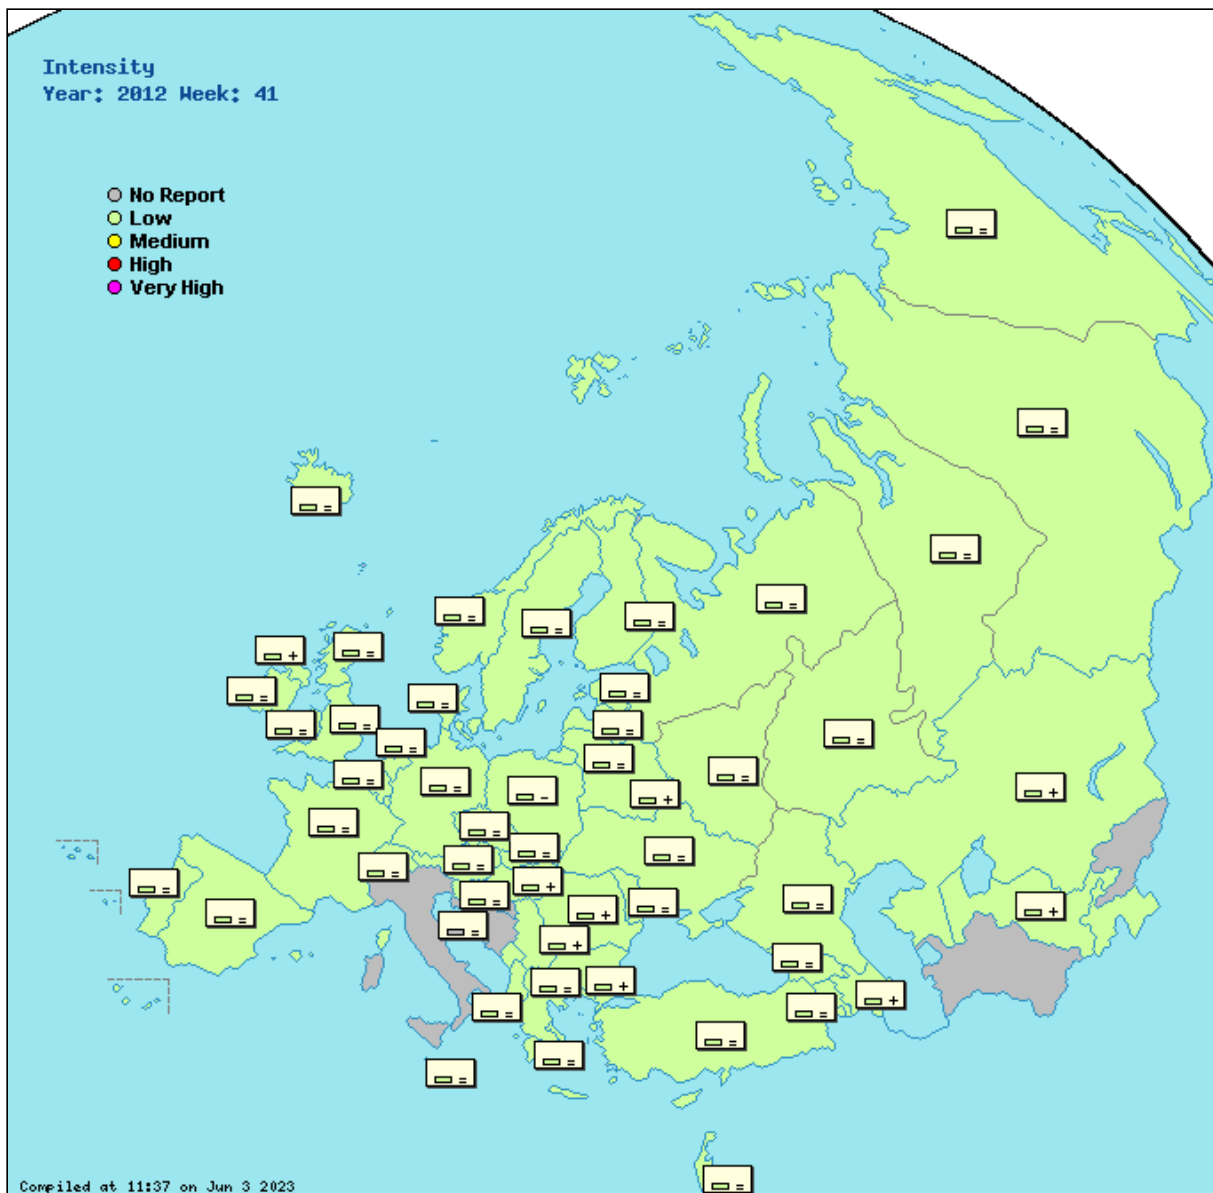 Intensity
Year: 2012 Week: 41
No Report
Low
Medium
High
Very High
Compiled at 11:37 on Jun 3 2023